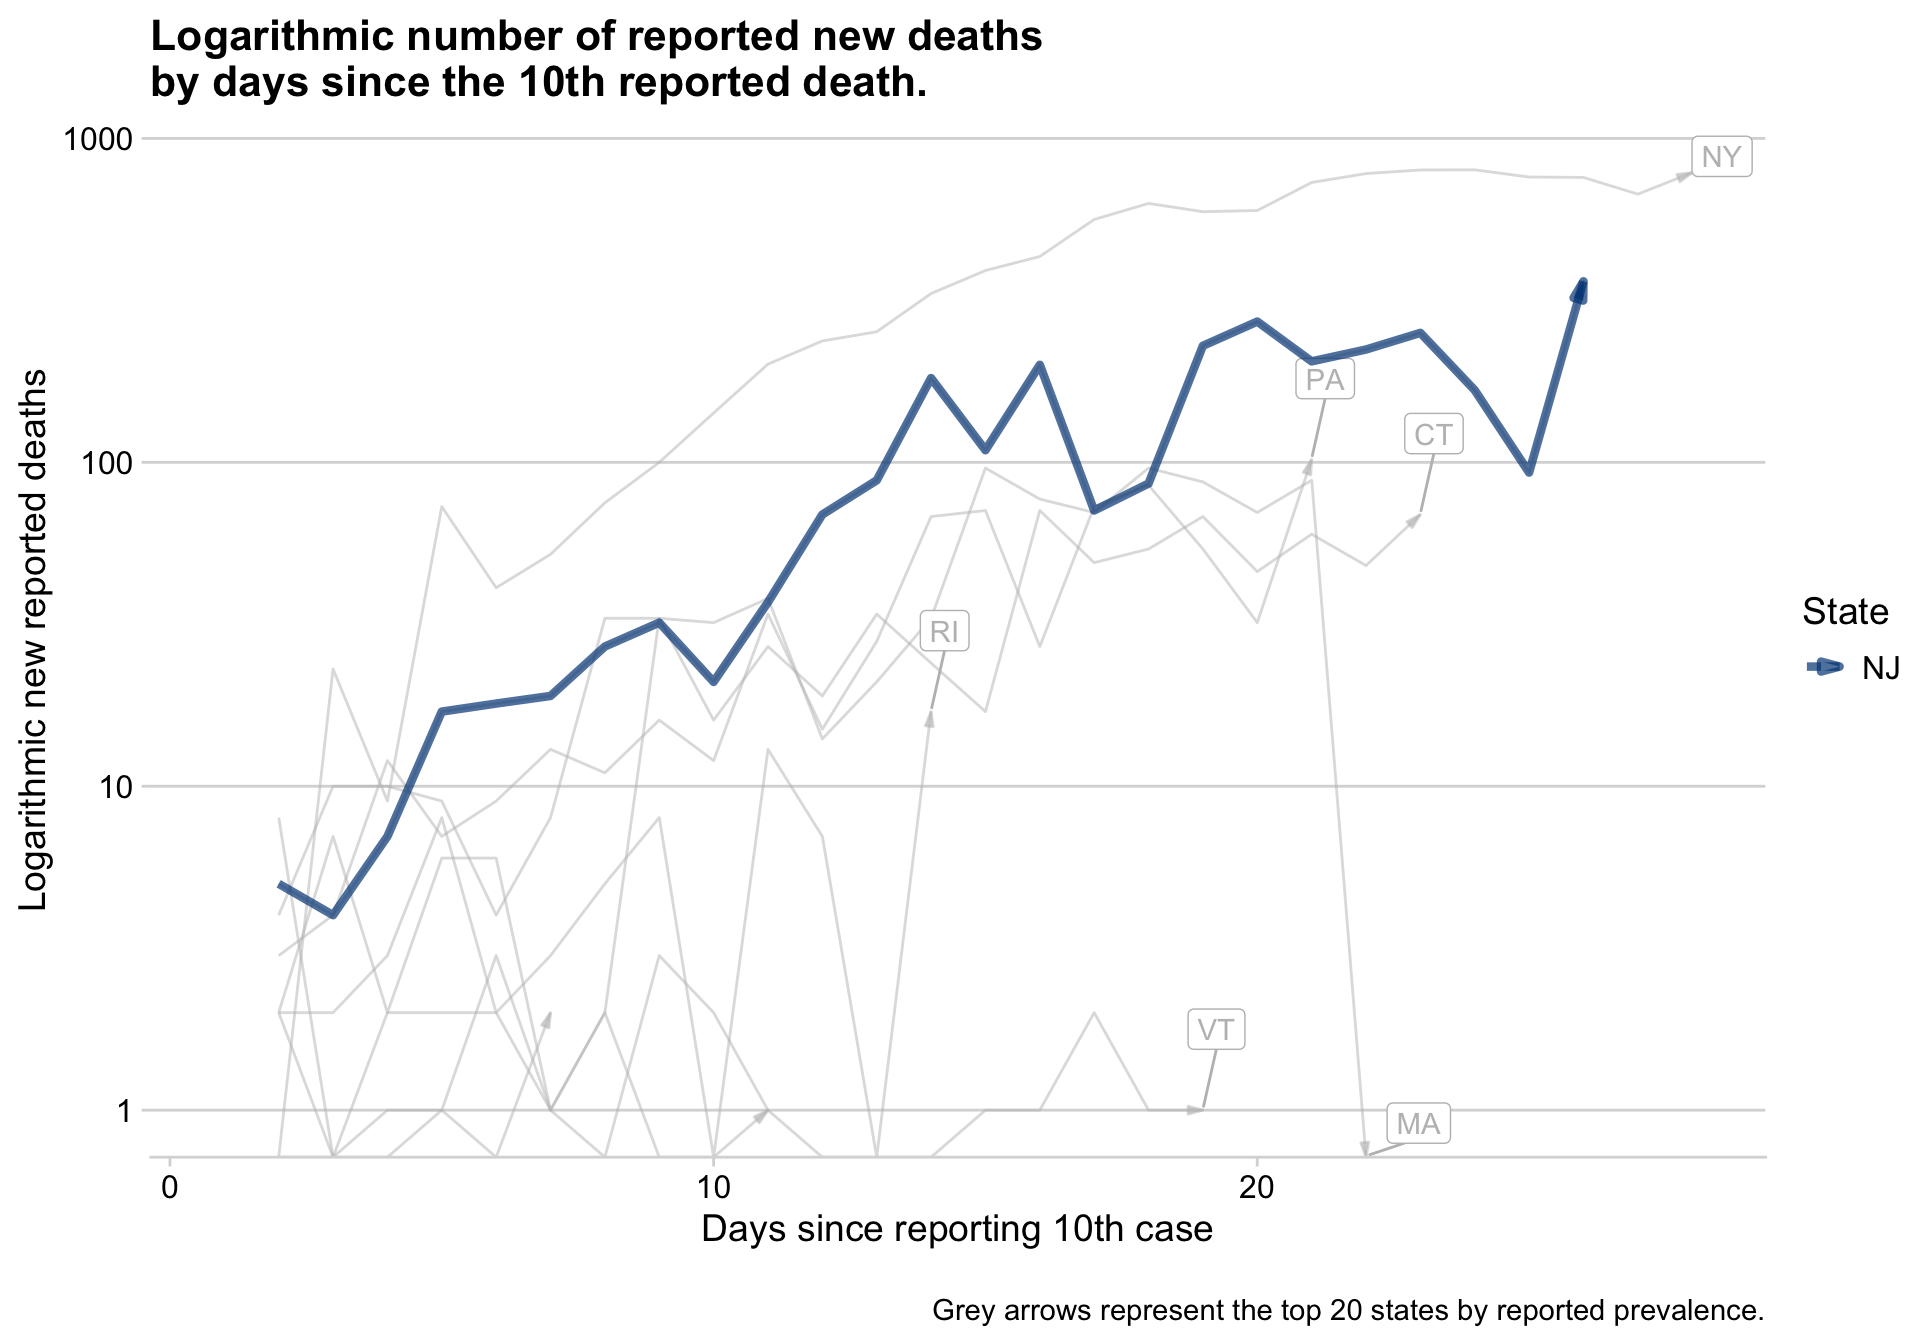 Logarithmic number of reported new deaths
by days since the 10th reported death.
Logarithmic new reported deaths
1000
100
10
1
NY
PA
CT
RI
VT
MA
State
NJ
0
10
20
Days since reporting 10th case
Grey arrows represent the top 20 states by reported prevalence.